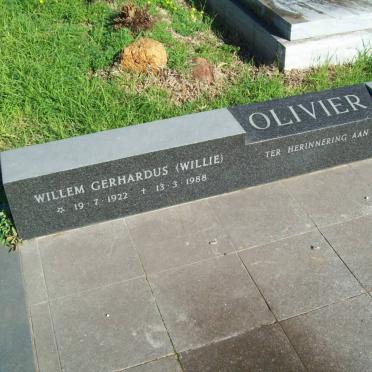 OLIVIER
TER HERINNERING AAN
WILLEM GERHARDUS (WILLIE)
☆ 19·7·1922 ✝ 13·3·1988